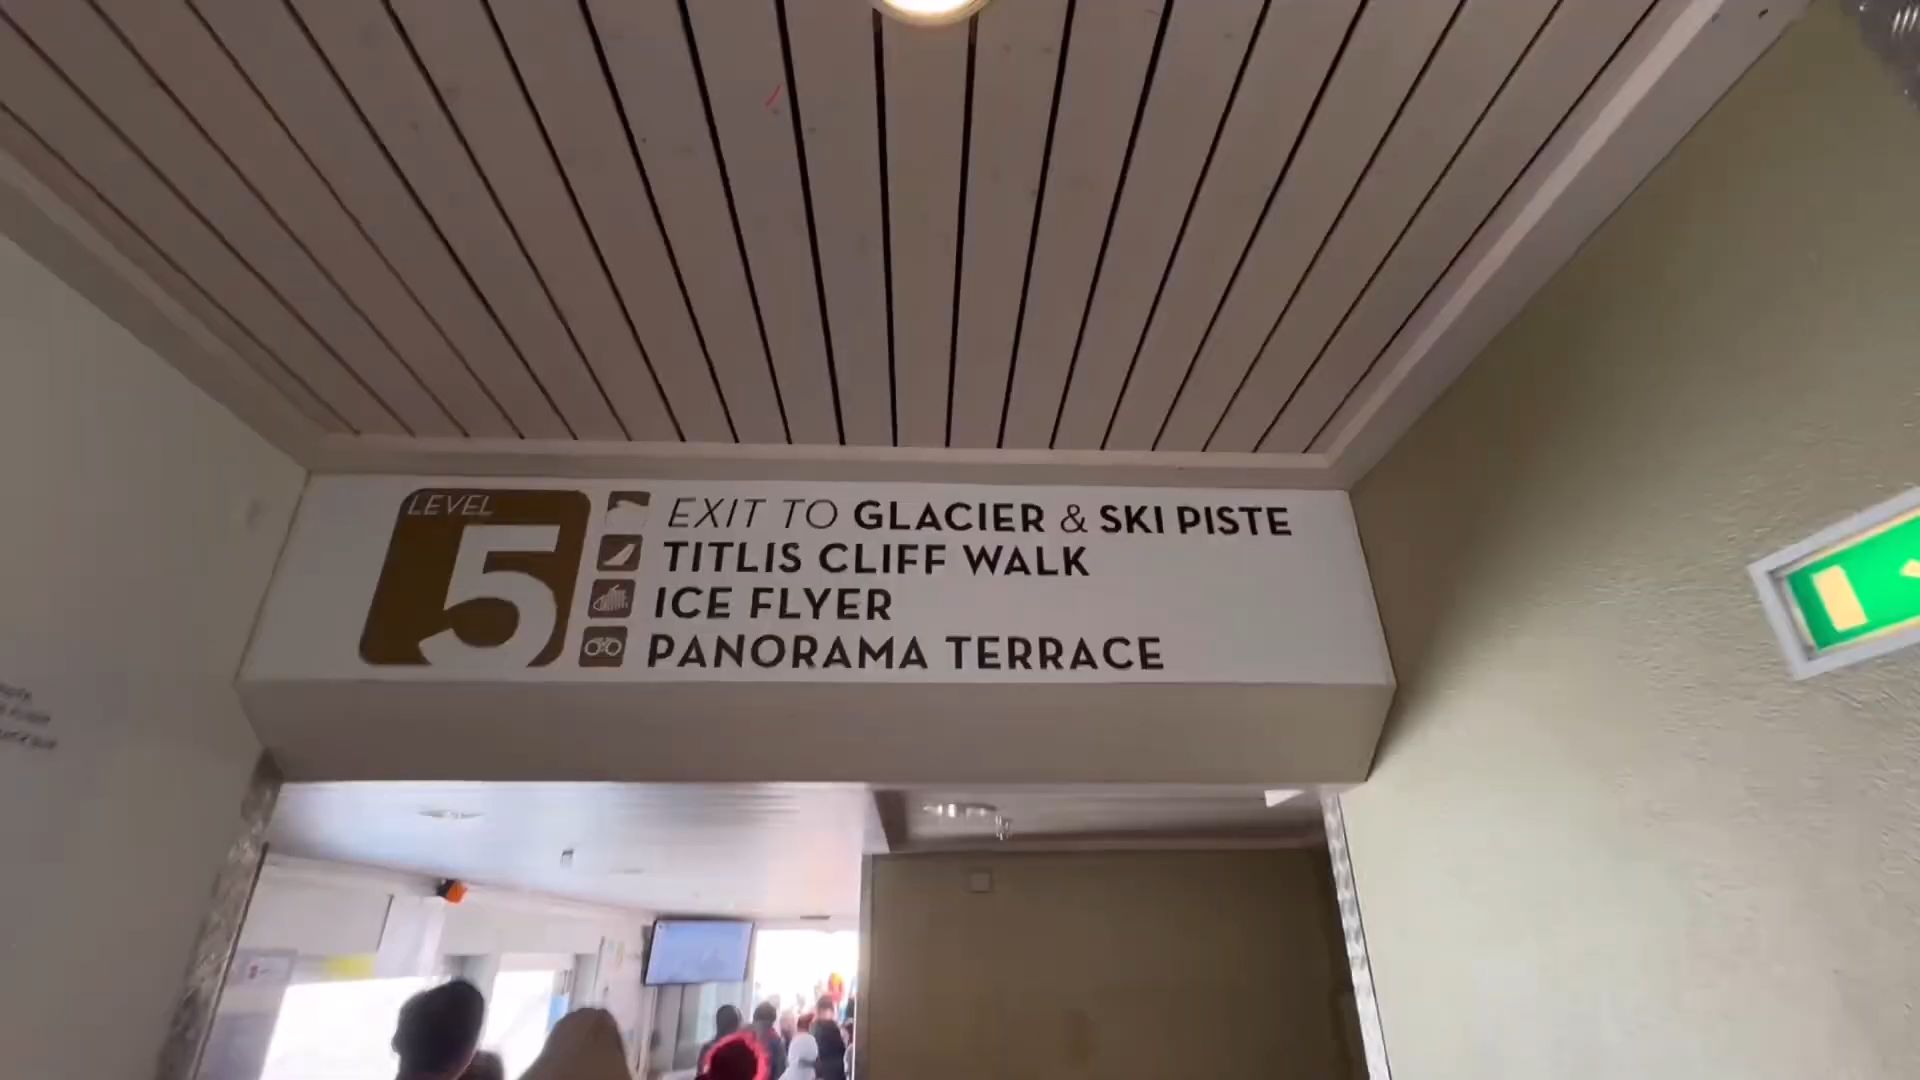 LEVEL
5
EXIT TO GLACIER & SKI PISTE
TITLIS CLIFF WALK
ICE FLYER
PANORAMA TERRACE